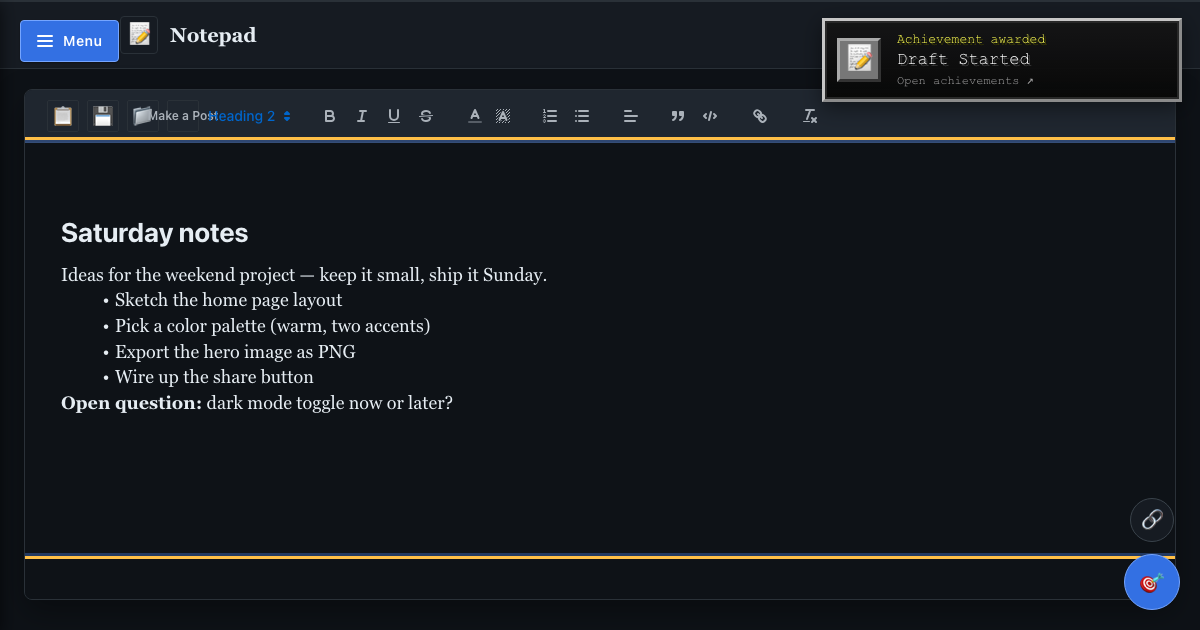 Menu
Notepad
Achievement awarded
Draft Started
Open achievements ↗
Make a Post
Heading 2
Saturday notes
Ideas for the weekend project — keep it small, ship it Sunday.
• Sketch the home page layout
• Pick a color palette (warm, two accents)
• Export the hero image as PNG
• Wire up the share button
Open question: dark mode toggle now or later?